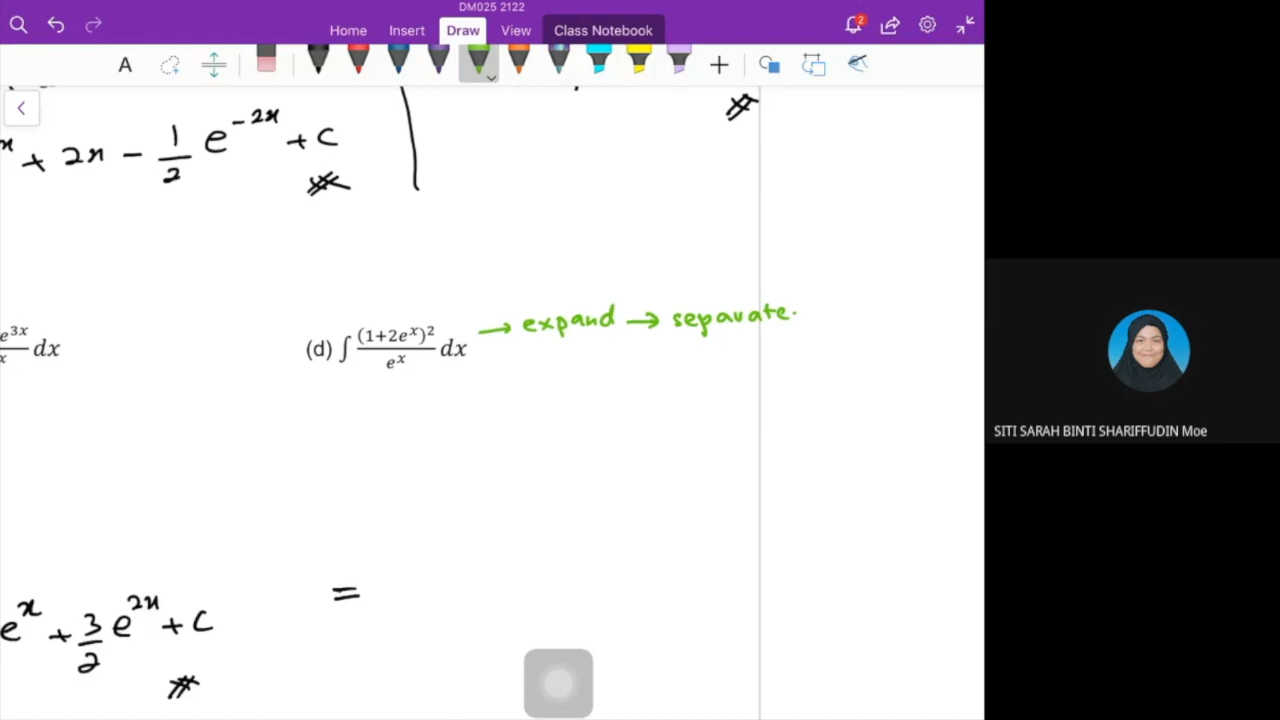 DM025 2122
Home Insert Draw View Class Notebook
2
A
x + 2x - 1/2 e^-2x + c
e^3x/x dx
(d) ∫ (1+2e^x)^2/e^x dx → expand → separate.
SITI SARAH BINTI SHARIFFUDIN Moe
=
e^x + 3/2 e^2x + c